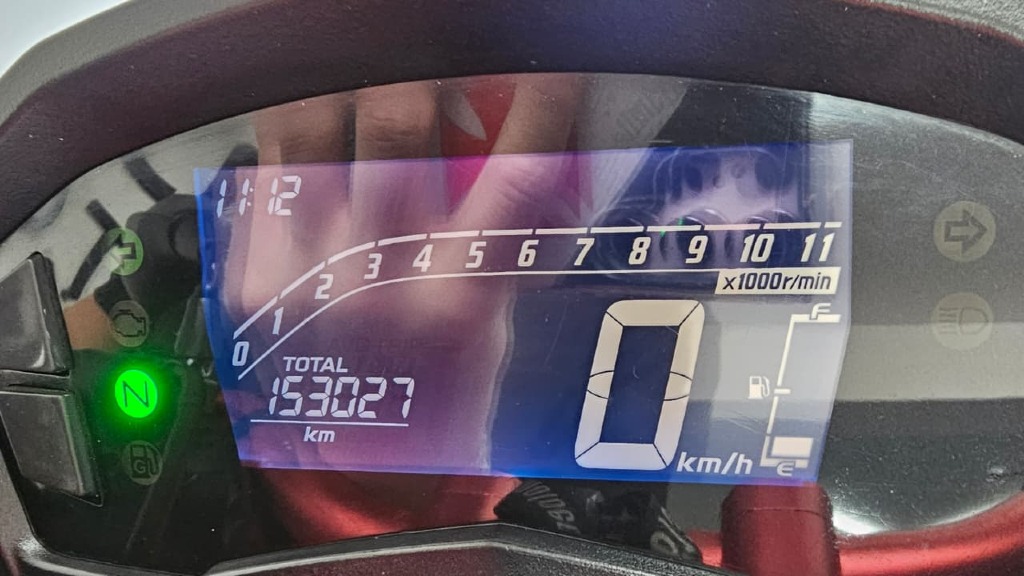 11:12
0 1 2 3 4 5 6 7 8 9 10 11
x1000r/min
TOTAL
153027
km
0
km/h
F
E
N